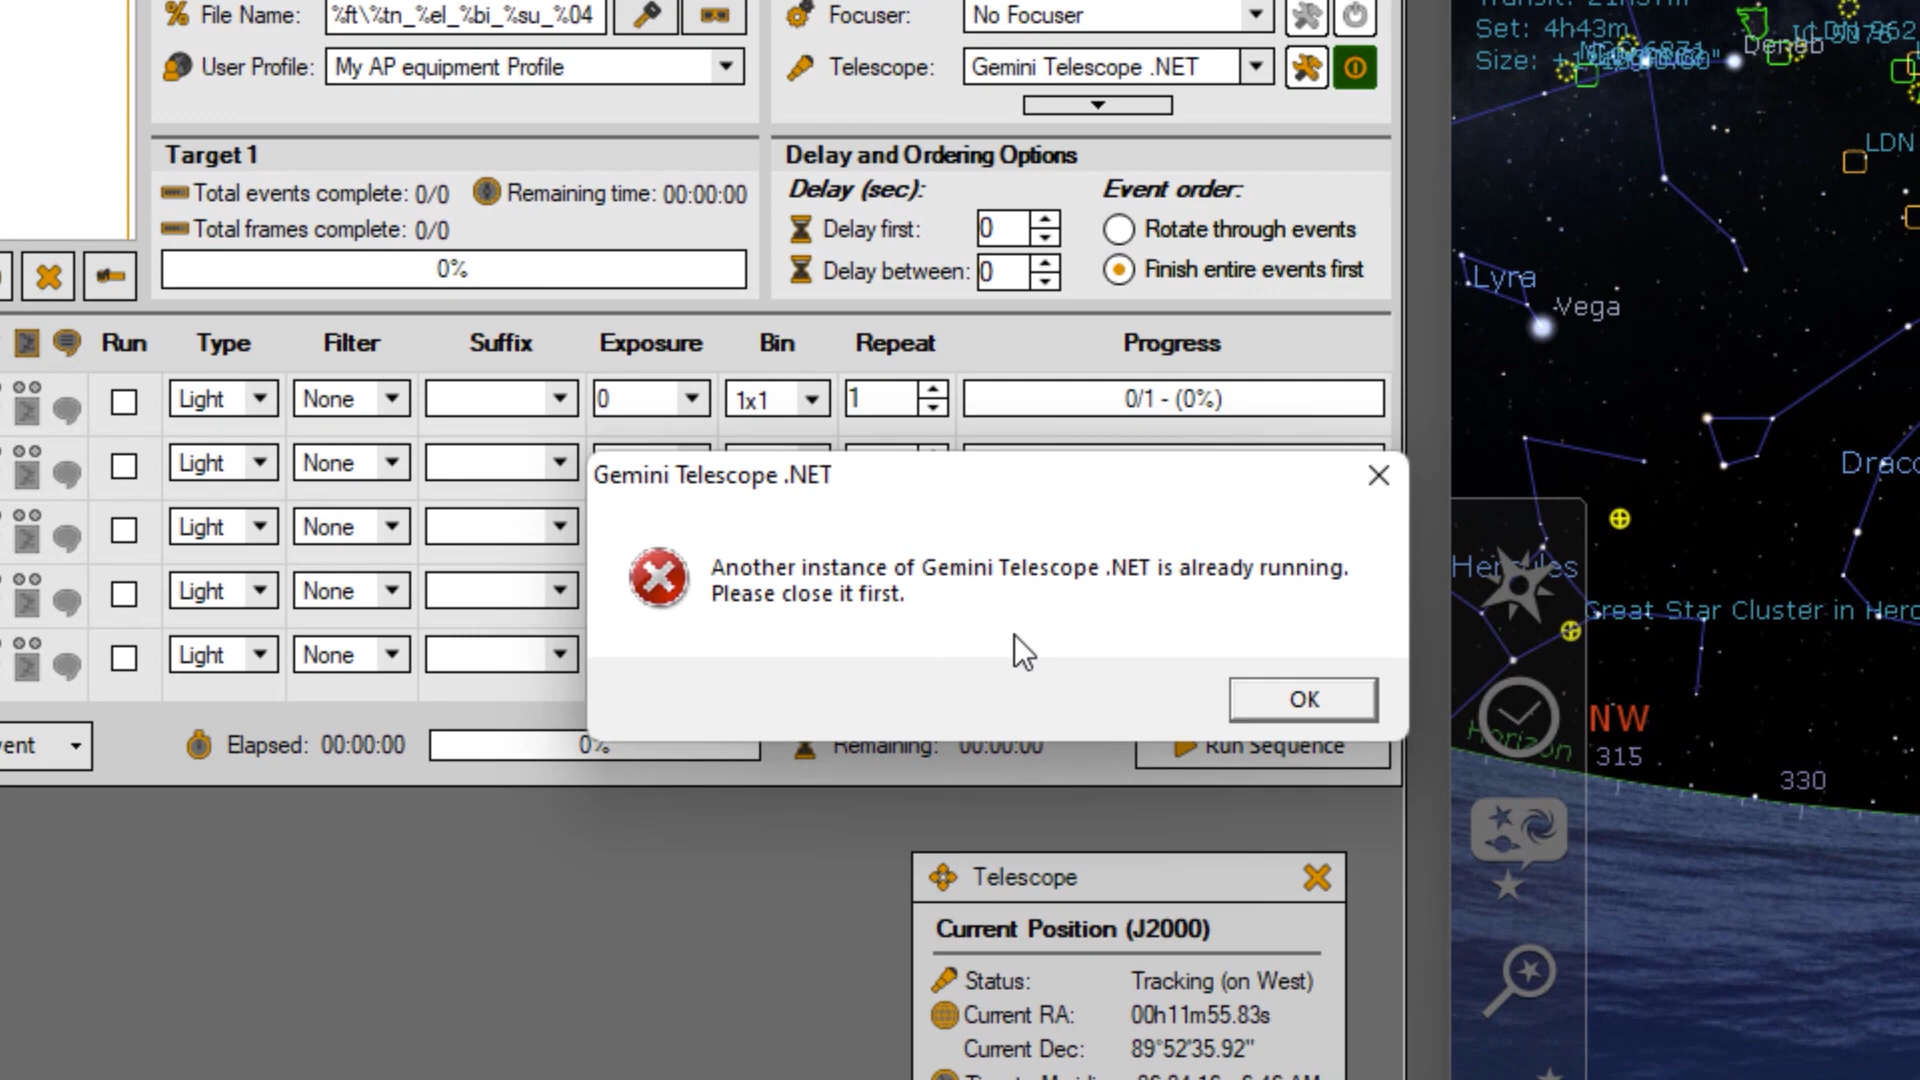 File Name: %ft\%tn_%el_%bi_%su_%04
User Profile: My AP equipment Profile
Focuser: No Focuser
Telescope: Gemini Telescope .NET
Target 1
Total events complete: 0/0 Remaining time: 00:00:00
Total frames complete: 0/0
0%
Delay and Ordering Options
Delay (sec): Event order:
Delay first: 0 Rotate through events
Delay between: 0 Finish entire events first
Run Type Filter Suffix Exposure Bin Repeat Progress
Light None 0 1x1 1 0/1 - (0%)
Light None
Light None
Light None
Light None
Gemini Telescope .NET
Another instance of Gemini Telescope .NET is already running.
Please close it first.
OK
Elapsed: 00:00:00 0% Remaining: 00:00:00 Run Sequence
Telescope
Current Position (J2000)
Status: Tracking (on West)
Current RA: 00h11m55.83s
Current Dec: 89°52'35.92"
Set: 4h43m
Size:
Deneb
LDN
Lyra
Vega
Great Star Cluster in
NW
Horizon
315
330